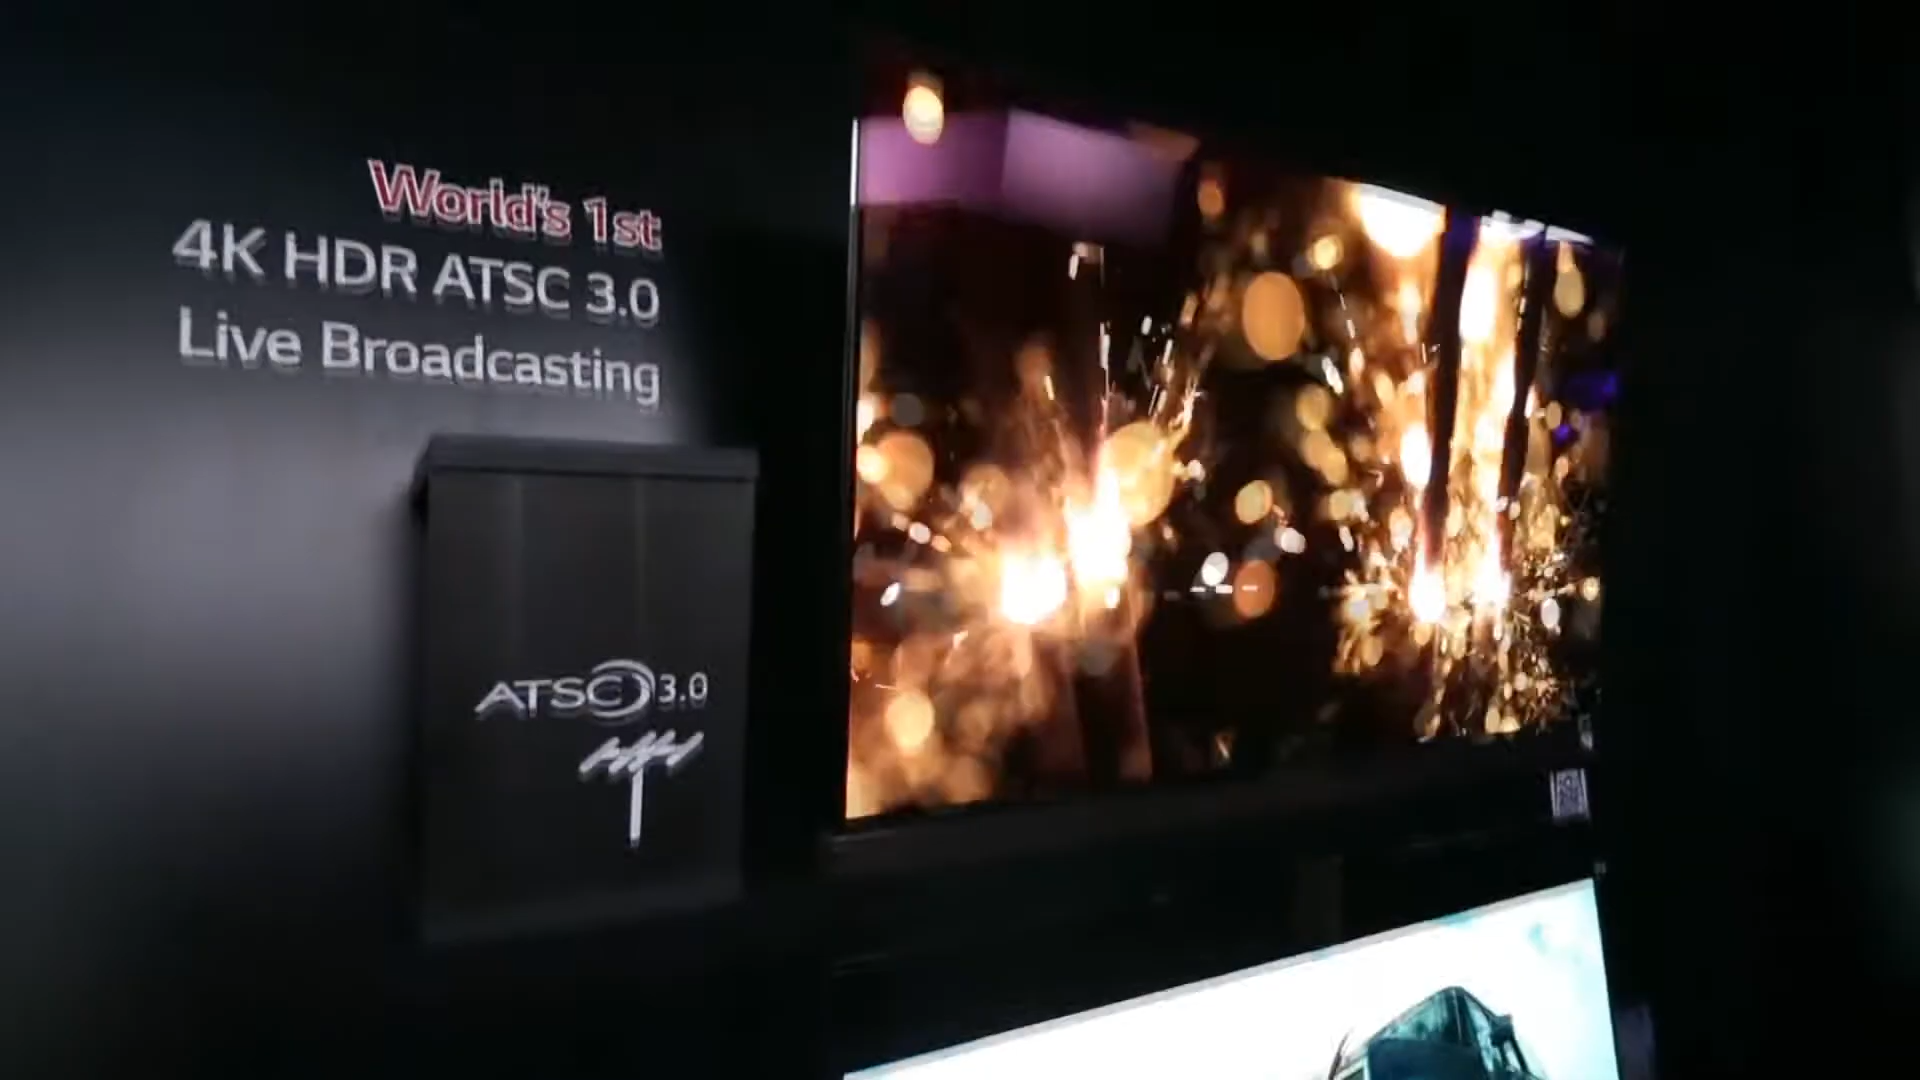 World's 1st
4K HDR ATSC 3.0
Live Broadcasting
ATSC 3.0